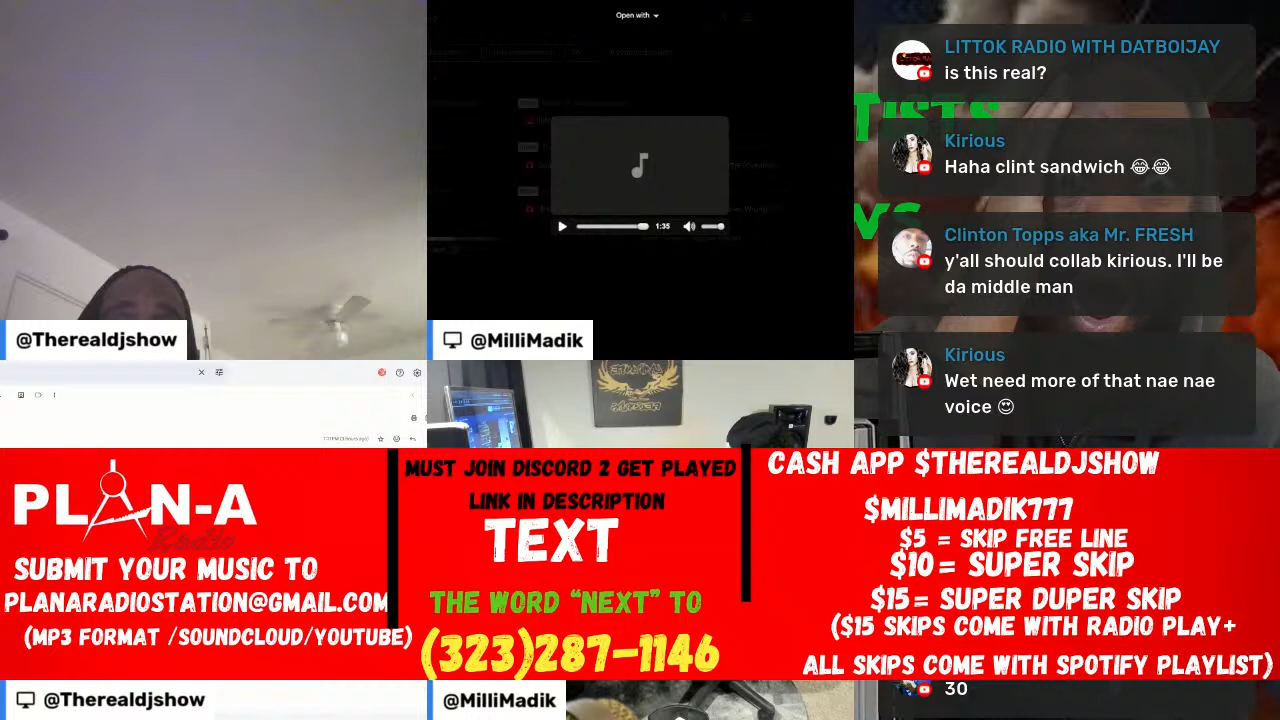 Open with
1:35
@Therealdjshow
@MilliMadik
LITTOK RADIO WITH DATBOIJAY
is this real?
Kirious
Haha clint sandwich 😂😂
Clinton Topps aka Mr. FRESH
y'all should collab kirious. I'll be
da middle man
Kirious
Wet need more of that nae nae
voice 😍
PLAN-A
Radio
SUBMIT YOUR MUSIC TO
PLANARADIOSTATION@GMAIL.COM
(MP3 FORMAT /SOUNDCLOUD/YOUTUBE)
MUST JOIN DISCORD 2 GET PLAYED
LINK IN DESCRIPTION
TEXT
THE WORD “NEXT” TO
(323)287-1146
CASH APP $THEREALDJSHOW
$MILLIMADIK777
$5 = SKIP FREE LINE
$10 = SUPER SKIP
$15 = SUPER DUPER SKIP
($15 SKIPS COME WITH RADIO PLAY+
ALL SKIPS COME WITH SPOTIFY PLAYLIST)
@Therealdjshow
@MilliMadik
30